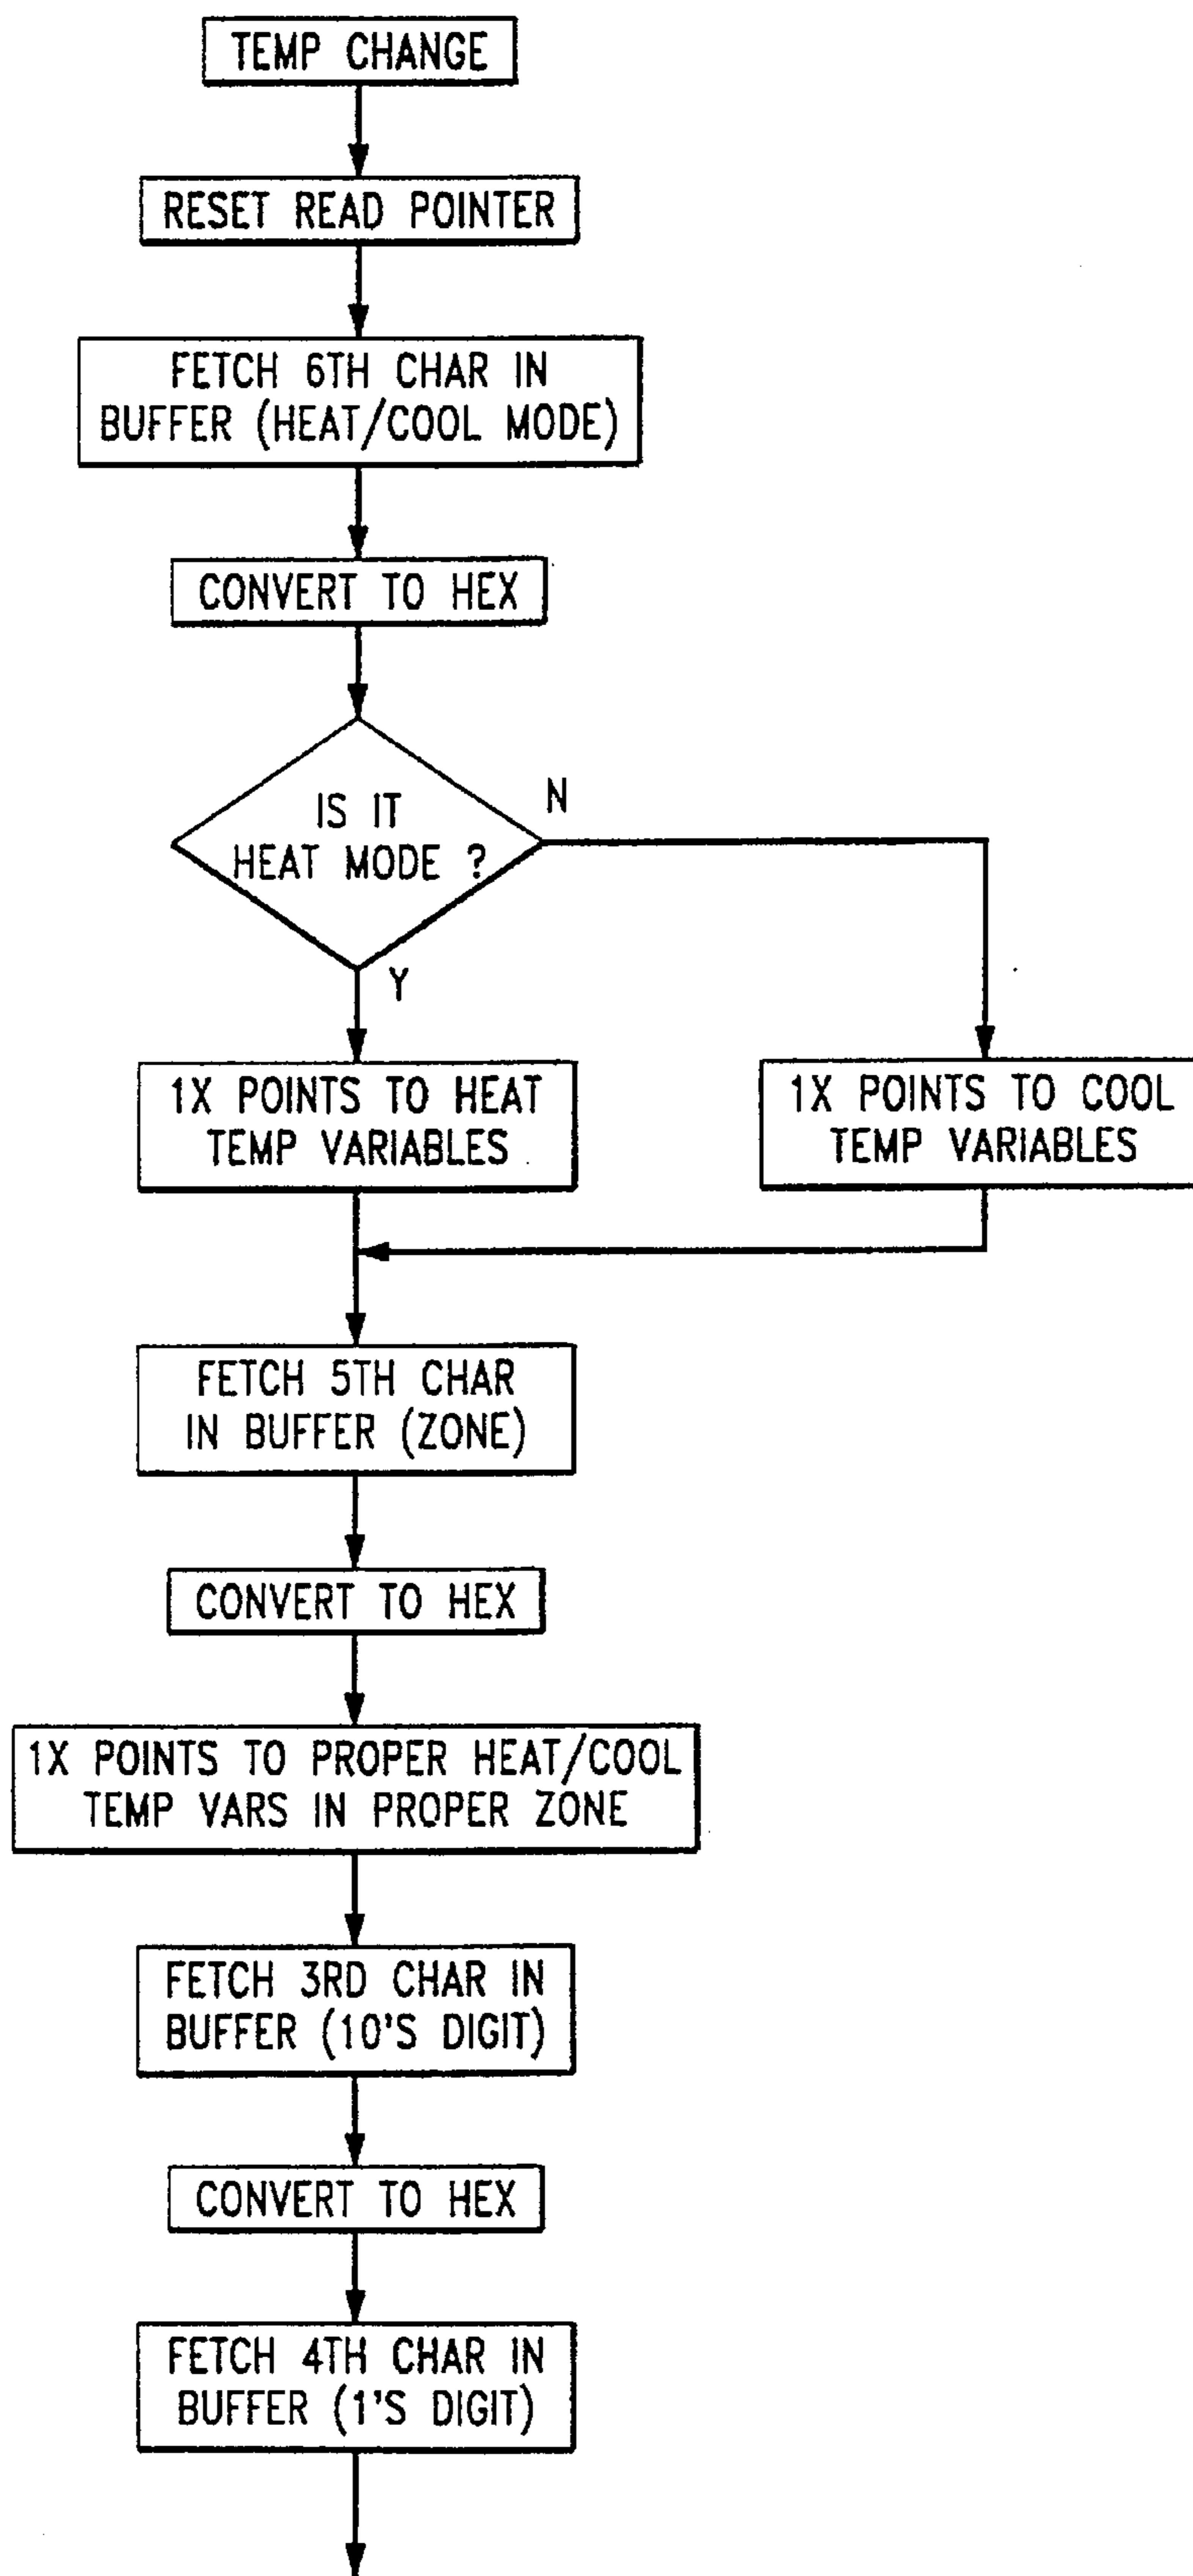 TEMP CHANGE
RESET READ POINTER
FETCH 6TH CHAR IN
BUFFER (HEAT/COOL MODE)
CONVERT TO HEX
IS IT
HEAT MODE ?
N
Y
1X POINTS TO HEAT
TEMP VARIABLES
1X POINTS TO COOL
TEMP VARIABLES
FETCH 5TH CHAR
IN BUFFER (ZONE)
CONVERT TO HEX
1X POINTS TO PROPER HEAT/COOL
TEMP VARS IN PROPER ZONE
FETCH 3RD CHAR IN
BUFFER (10'S DIGIT)
CONVERT TO HEX
FETCH 4TH CHAR IN
BUFFER (1'S DIGIT)